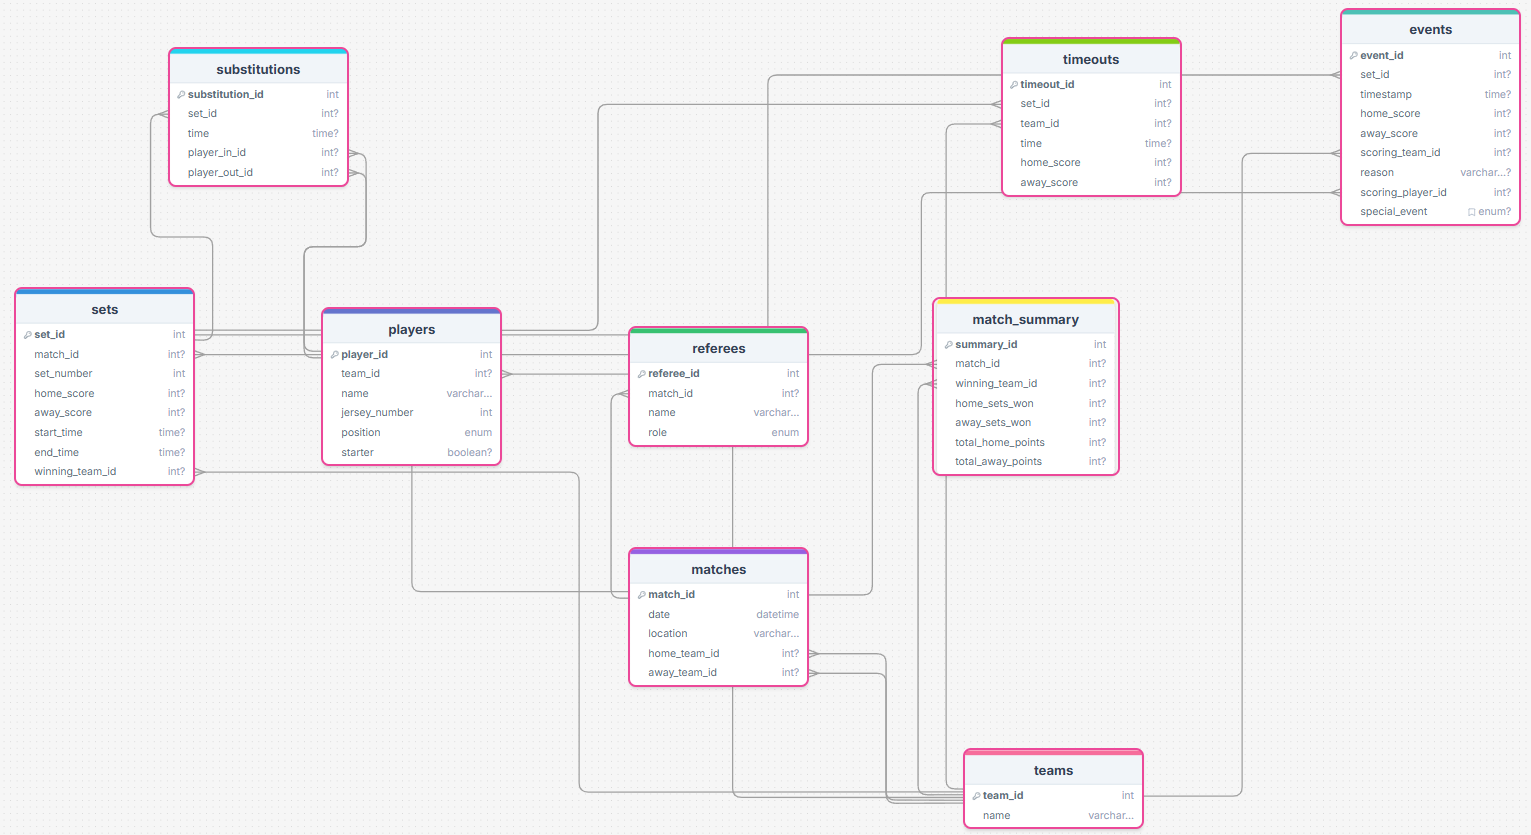 substitutions
substitution_id int
set_id int?
time time?
player_in_id int?
player_out_id int?
timeouts
timeout_id int
set_id int?
team_id int?
time time?
home_score int?
away_score int?
events
event_id int
set_id int?
timestamp time?
home_score int?
away_score int?
scoring_team_id int?
reason varchar...?
scoring_player_id int?
special_event enum?
sets
set_id int
match_id int?
set_number int
home_score int?
away_score int?
start_time time?
end_time time?
winning_team_id int?
players
player_id int
team_id int?
name varchar...
jersey_number int
position enum
starter boolean?
referees
referee_id int
match_id int?
name varchar...
role enum
match_summary
summary_id int
match_id int?
winning_team_id int?
home_sets_won int?
away_sets_won int?
total_home_points int?
total_away_points int?
matches
match_id int
date datetime
location varchar...
home_team_id int?
away_team_id int?
teams
team_id int
name varchar...